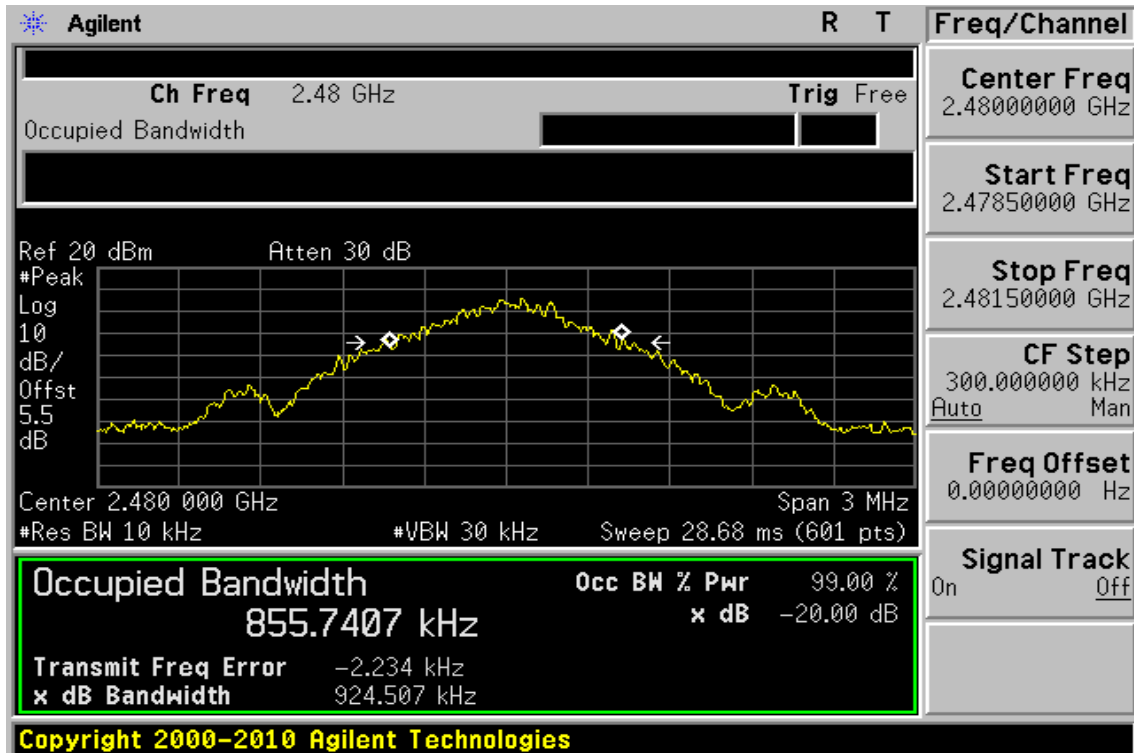 Agilent R T
Freq/Channel
Ch Freq 2.48 GHz Trig Free
Occupied Bandwidth
Center Freq
2.48000000 GHz
Start Freq
2.47850000 GHz
Stop Freq
2.48150000 GHz
CF Step
300.000000 kHz
Auto Man
Freq Offset
0.00000000 Hz
Signal Track
On Off
Ref 20 dBm Atten 30 dB
#Peak
Log
10
dB/
Offst
5.5
dB
Center 2.480 000 GHz Span 3 MHz
#Res BW 10 kHz #VBW 30 kHz Sweep 28.68 ms (601 pts)
Occupied Bandwidth
855.7407 kHz
Occ BW % Pwr 99.00 %
x dB -20.00 dB
Transmit Freq Error -2.234 kHz
x dB Bandwidth 924.507 kHz
Copyright 2000-2010 Agilent Technologies